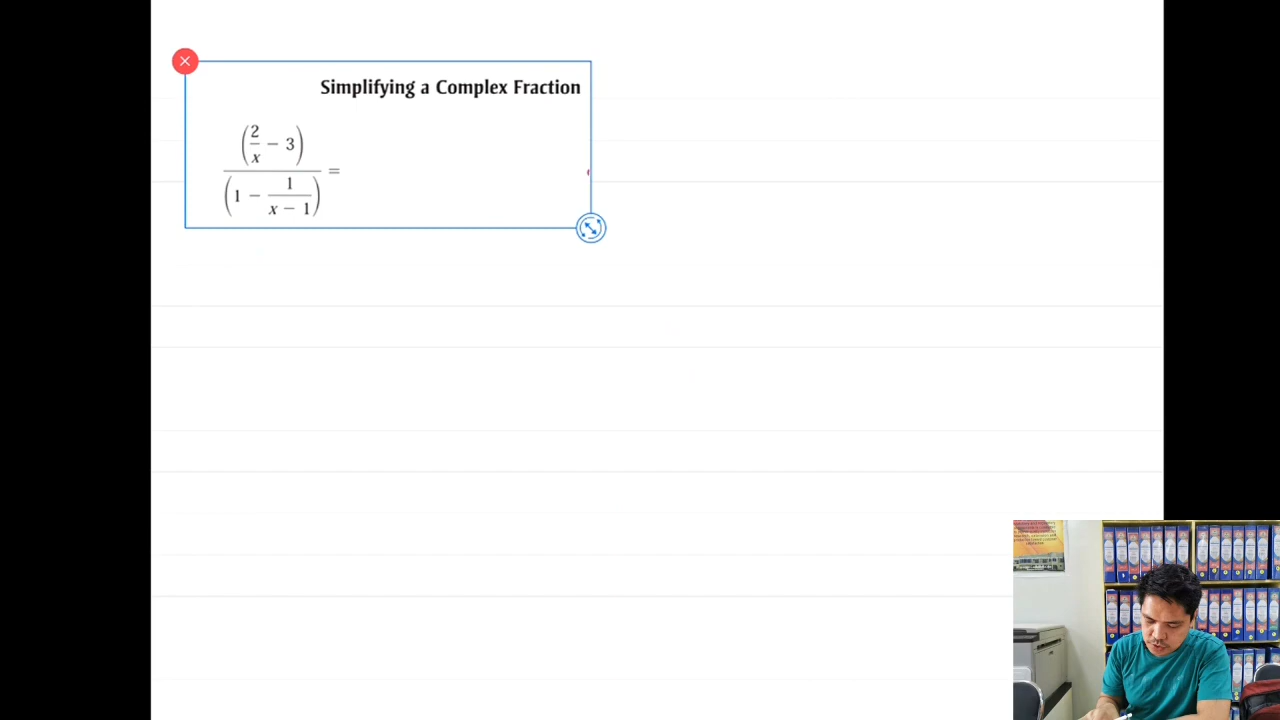 Simplifying a Complex Fraction
(2/x − 3) / (1 − 1/(x − 1)) =